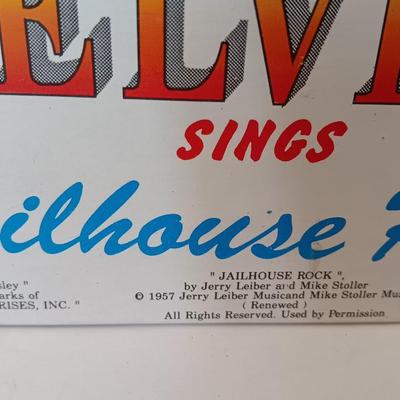 ELVI
SINGS
ilhouse
sley "
arks of
RISES, INC. "
" JAILHOUSE ROCK ",
by Jerry Leiber and Mike Stoller
© 1957 Jerry Leiber Musicand Mike Stoller Mu
( Renewed )
All Rights Reserved. Used by Permission